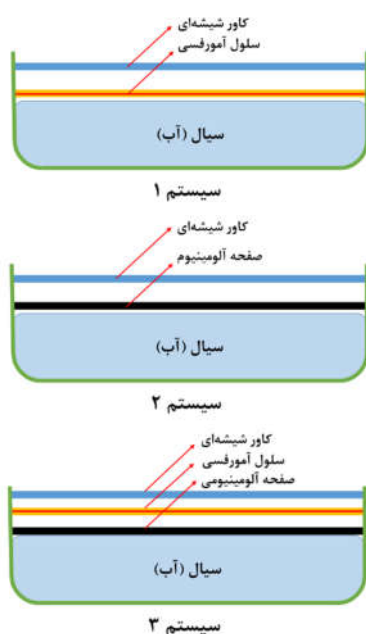 کاور شیشه‌ای
سلول آمورفسی
سیال (آب)
سیستم ۱
کاور شیشه‌ای
صفحه آلومینیوم
سیال (آب)
سیستم ۲
کاور شیشه‌ای
سلول آمورفسی
صفحه آلومینیومی
سیال (آب)
سیستم ۳